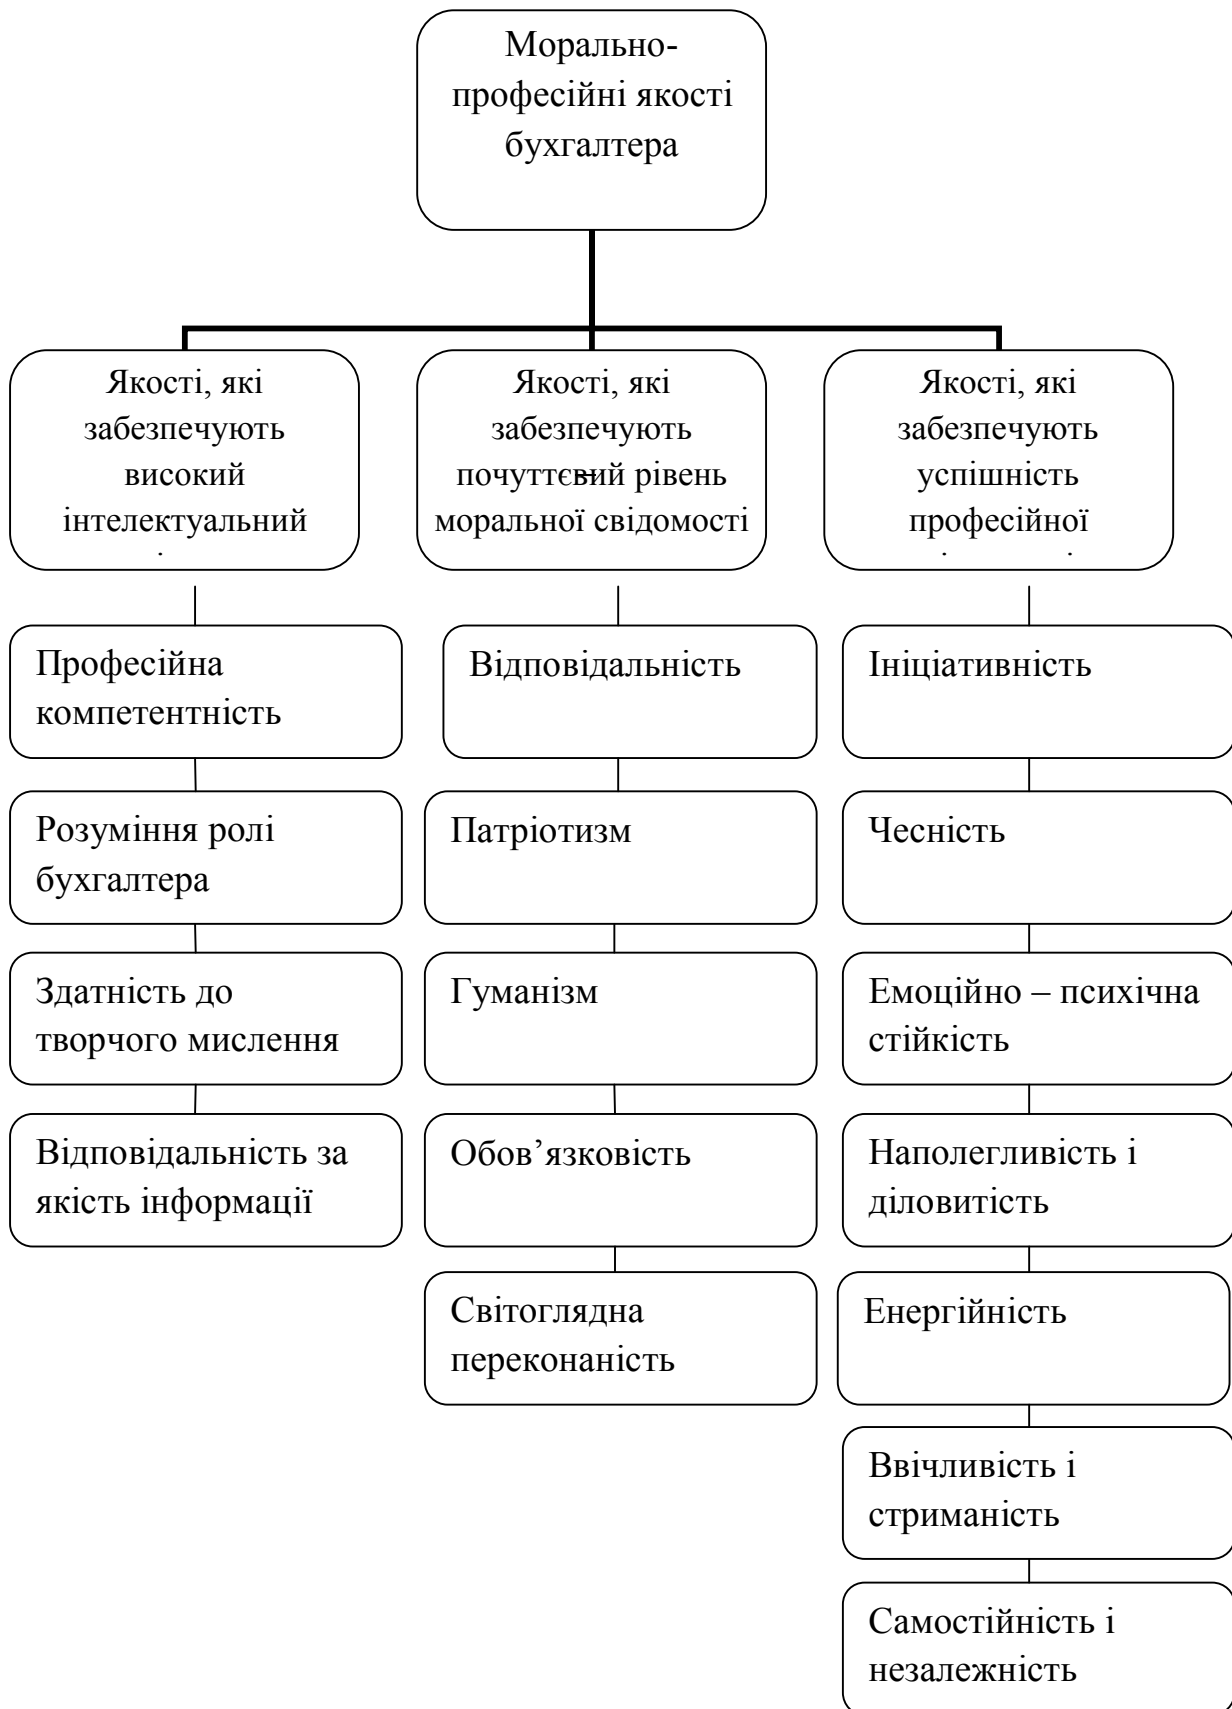 Морально-
професійні якості
бухгалтера
Якості, які
забезпечують
високий
інтелектуальний
Якості, які
забезпечують
почуттєвий рівень
моральної свідомості
Якості, які
забезпечують
успішність
професійної
Професійна
компетентність
Розуміння ролі
бухгалтера
Здатність до
творчого мислення
Відповідальність за
якість інформації
Відповідальність
Патріотизм
Гуманізм
Обов’язковість
Світоглядна
переконаність
Ініціативність
Чесність
Емоційно – психічна
стійкість
Наполегливість і
діловитість
Енергійність
Ввічливість і
стриманість
Самостійність і
незалежність